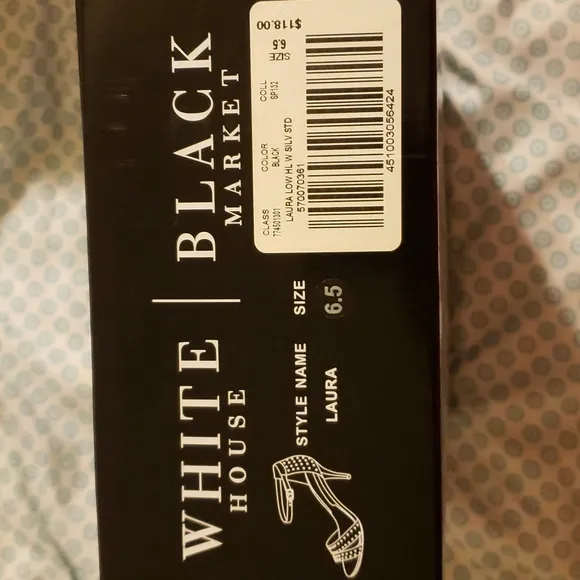 WHITE | BLACK
HOUSE MARKET
STYLE NAME SIZE
LAURA 6.5
CLASS COLOR COLL SIZE
774501301 BLACK SP132 6.5 $118.00
LAURA LOW HL W SILV STD
570070361
451003056424